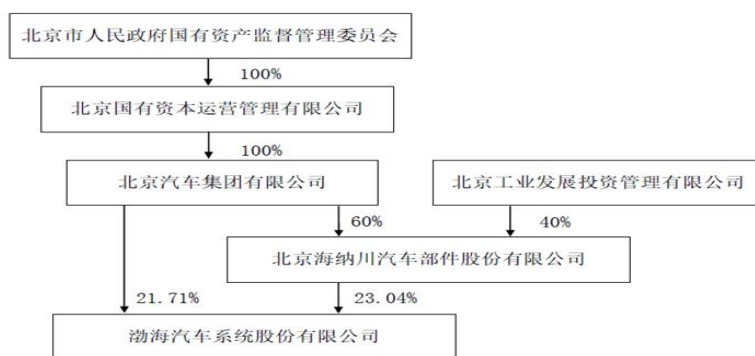 北京市人民政府国有资产监督管理委员会
100%
北京国有资本运营管理有限公司
100%
北京汽车集团有限公司
北京工业发展投资管理有限公司
60%
40%
北京海纳川汽车部件股份有限公司
21.71%
23.04%
渤海汽车系统股份有限公司